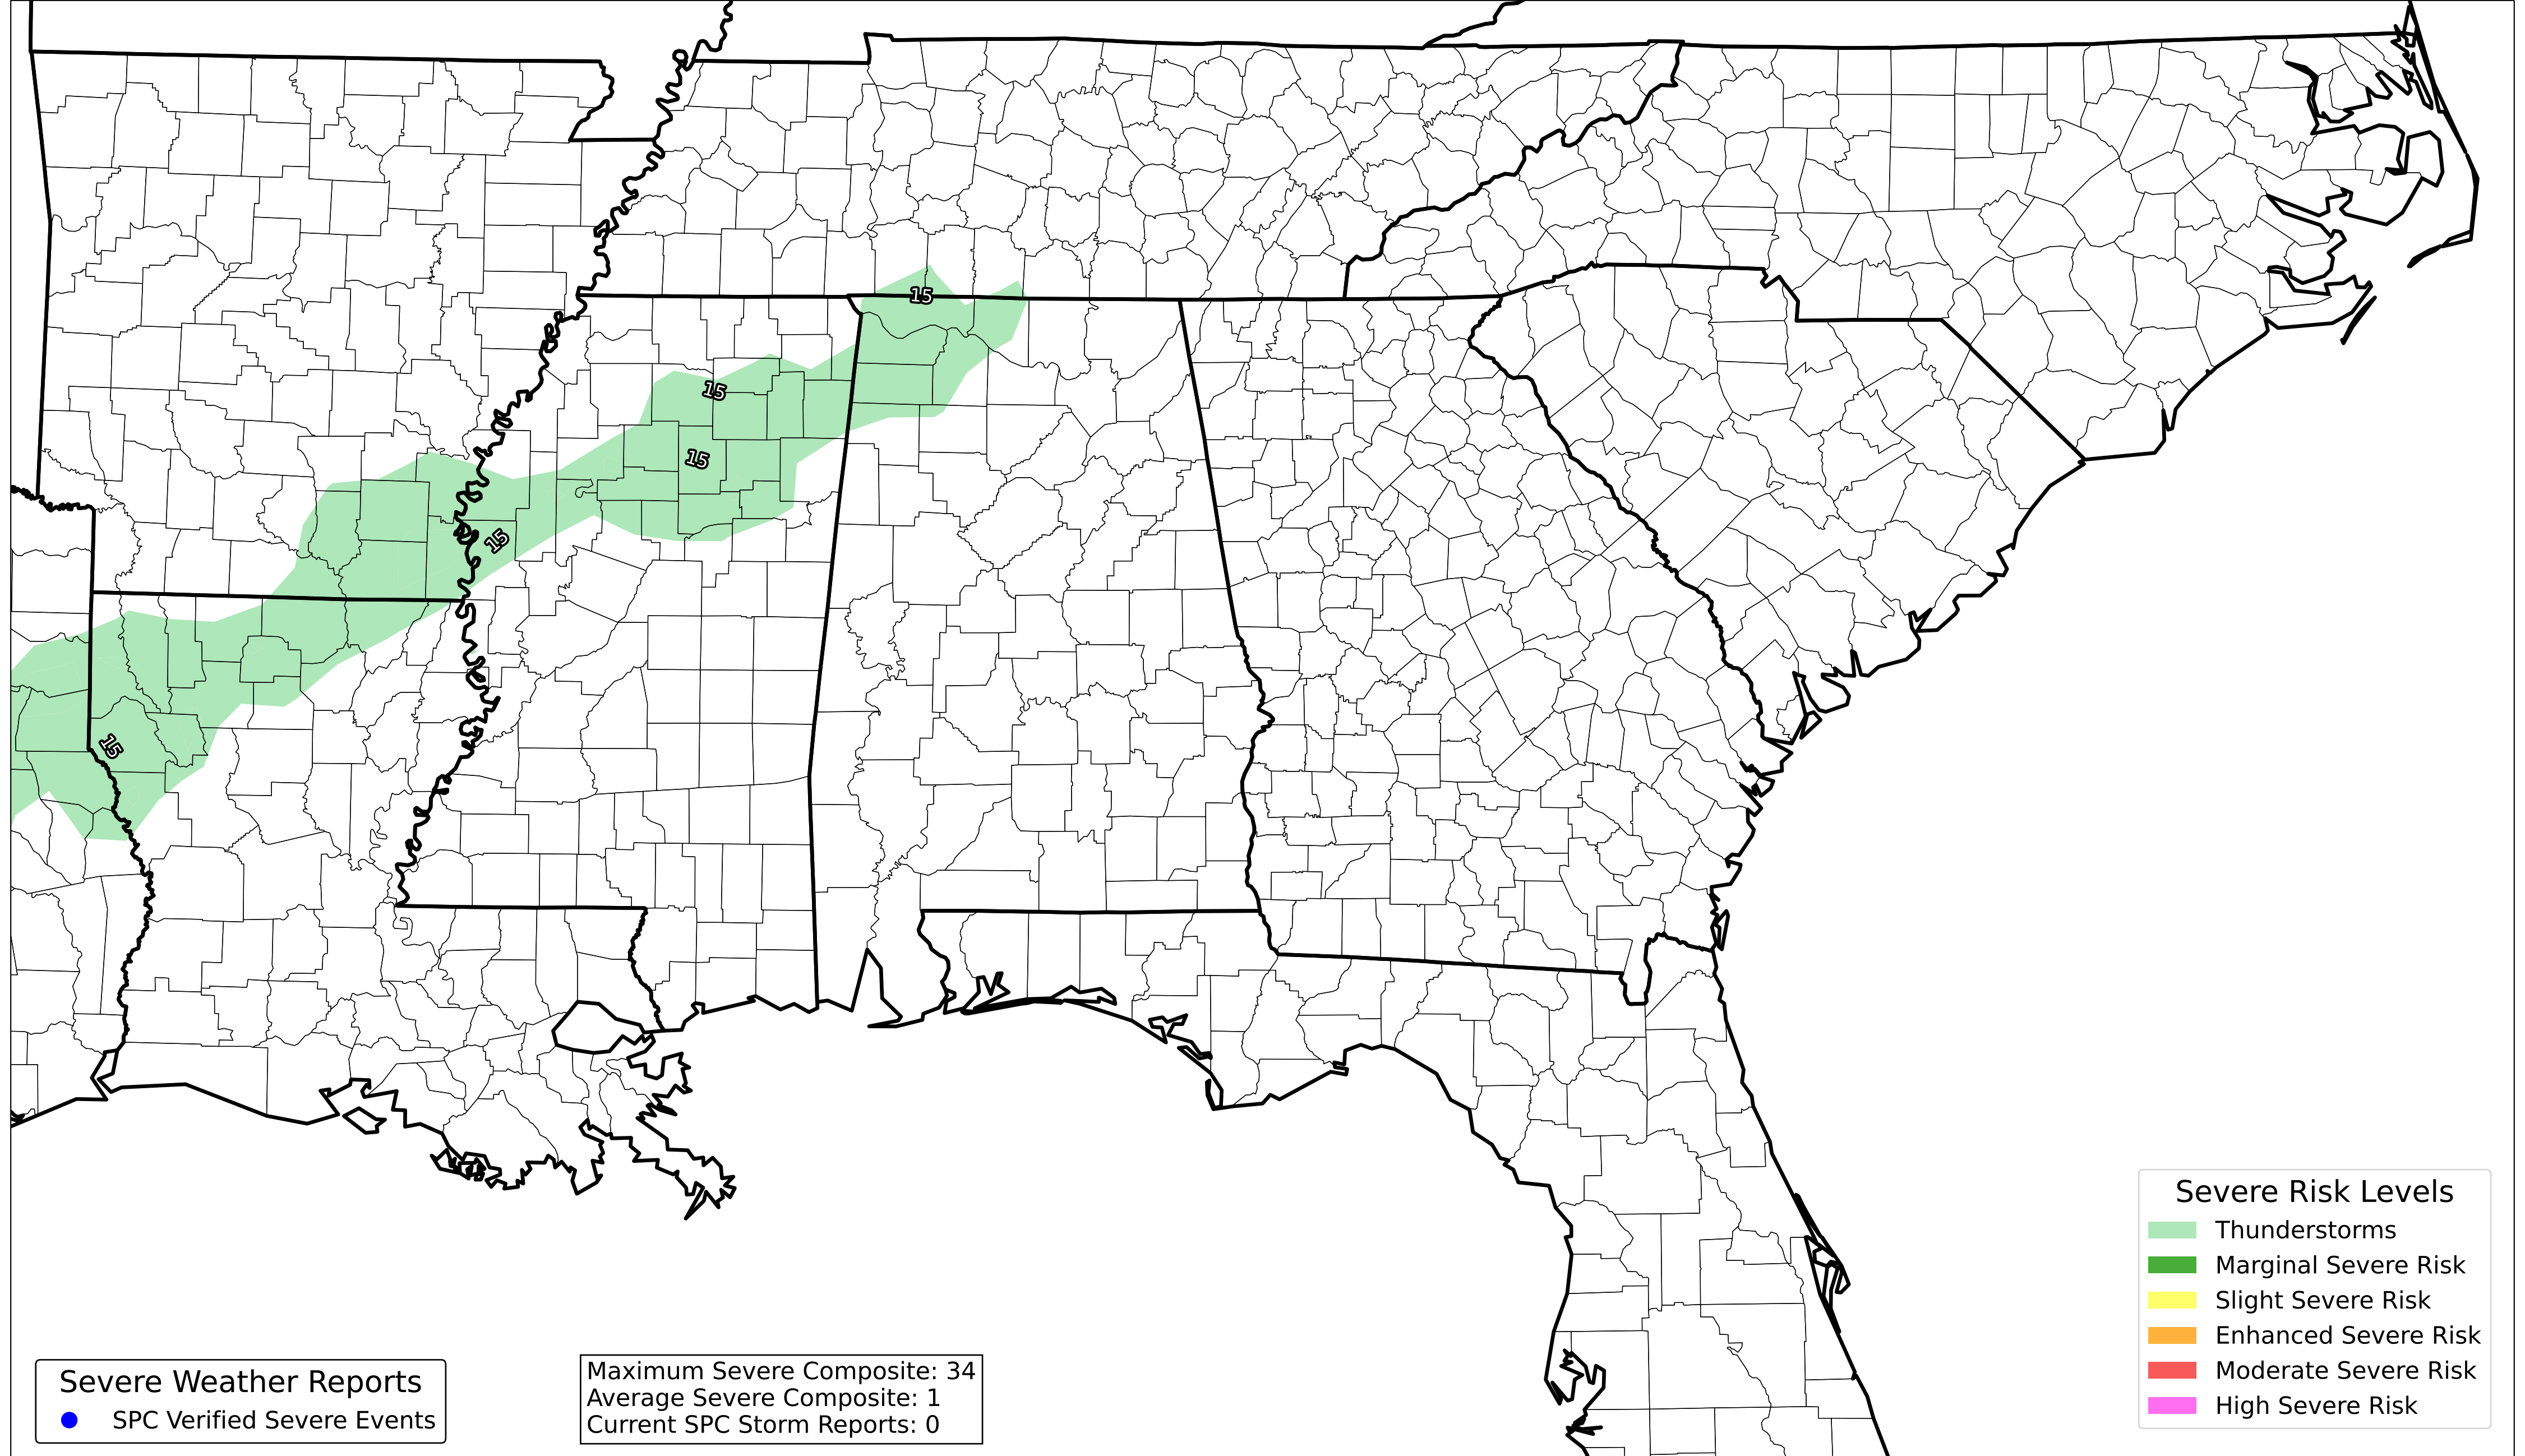 15
15
15
15
15
Severe Risk Levels
Thunderstorms
Marginal Severe Risk
Slight Severe Risk
Enhanced Severe Risk
Moderate Severe Risk
High Severe Risk
Severe Weather Reports
SPC Verified Severe Events
Maximum Severe Composite: 34
Average Severe Composite: 1
Current SPC Storm Reports: 0